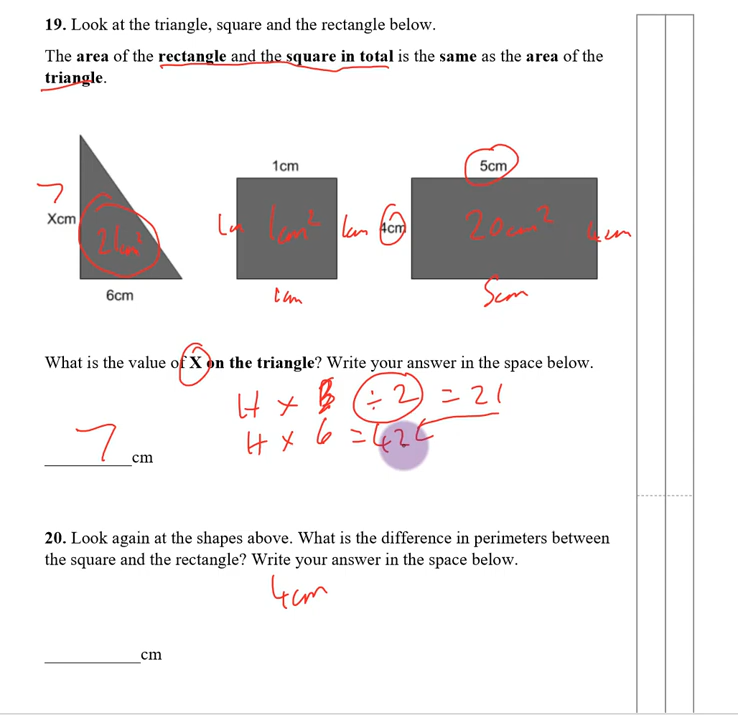 19. Look at the triangle, square and the rectangle below.
The area of the rectangle and the square in total is the same as the area of the
triangle.
1cm
5cm
7
Xcm
21cm²
1cm²
1cm
4cm
20cm²
4cm
6cm
1cm
5cm
What is the value of X on the triangle? Write your answer in the space below.
H x B ÷ 2 = 21
H x 6 = 42
7 cm
20. Look again at the shapes above. What is the difference in perimeters between
the square and the rectangle? Write your answer in the space below.
4cm
cm